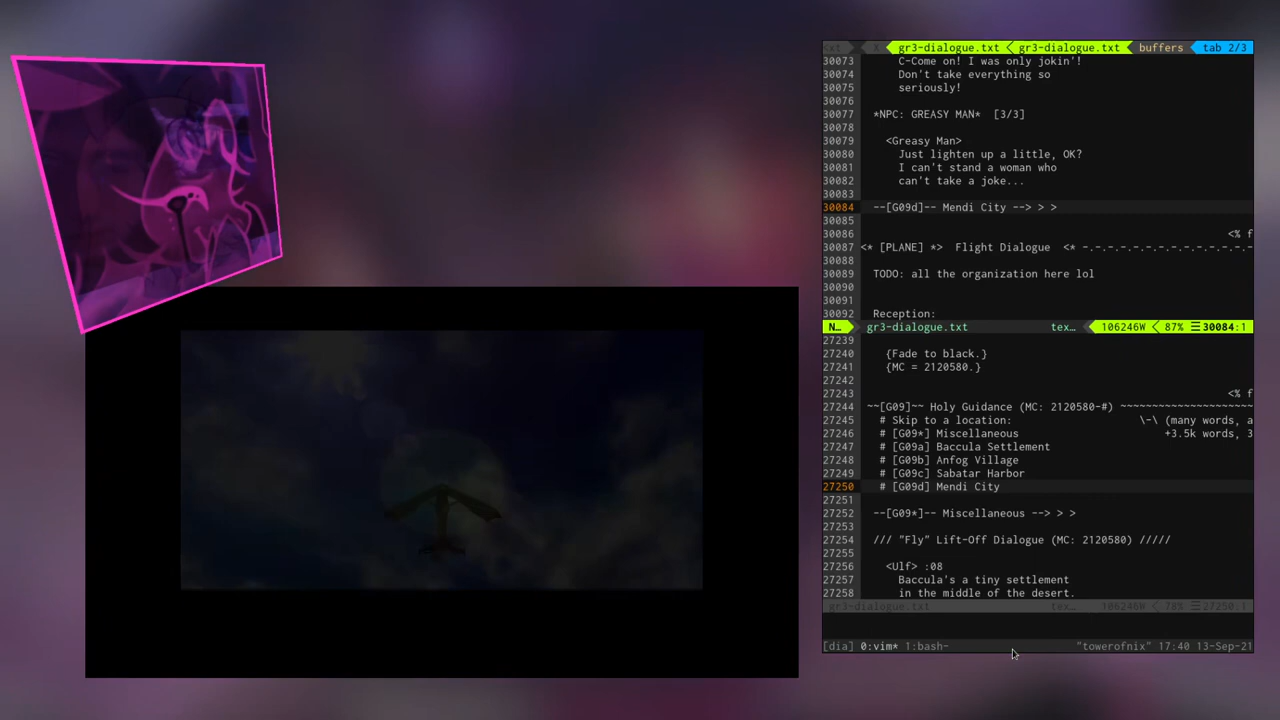 gr3-dialogue.txt < gr3-dialogue.txt buffers tab 2/3
30073 C-Come on! I was only jokin'!
30074 Don't take everything so
30075 seriously!
30076
30077 *NPC: GREASY MAN* [3/3]
30078
30079 <Greasy Man>
30080 Just lighten up a little, OK?
30081 I can't stand a woman who
30082 can't take a joke...
30083
30084 --[G09d]-- Mendi City --> > >
30085
30086 <% f
30087 <* [PLANE] *> Flight Dialogue <* -.-.-.-.-.-.-.-.-.-.-.-.-
30088
30089 TODO: all the organization here lol
30090
30091
30092 Reception:
N… gr3-dialogue.txt tex… 106246W < 87% ☰30084:1
27239
27240 {Fade to black.}
27241 {MC = 2120580.}
27242
27243 <% f
27244 ~~[G09]~~ Holy Guidance (MC: 2120580-#) ~~~~~~~~~~~~~~~~~~~~~
27245 # Skip to a location: \-\ (many words, a
27246 # [G09*] Miscellaneous +3.5k words, 3
27247 # [G09a] Baccula Settlement
27248 # [G09b] Anfog Village
27249 # [G09c] Sabatar Harbor
27250 # [G09d] Mendi City
27251
27252 --[G09*]-- Miscellaneous --> > >
27253
27254 /// "Fly" Lift-Off Dialogue (MC: 2120580) /////
27255
27256 <Ulf> :08
27257 Baccula's a tiny settlement
27258 in the middle of the desert.
gr3-dialogue.txt tex… 106246W < 78% ☰27250:1
[dia] 0:vim* 1:bash- "towerofnix" 17:40 13-Sep-21